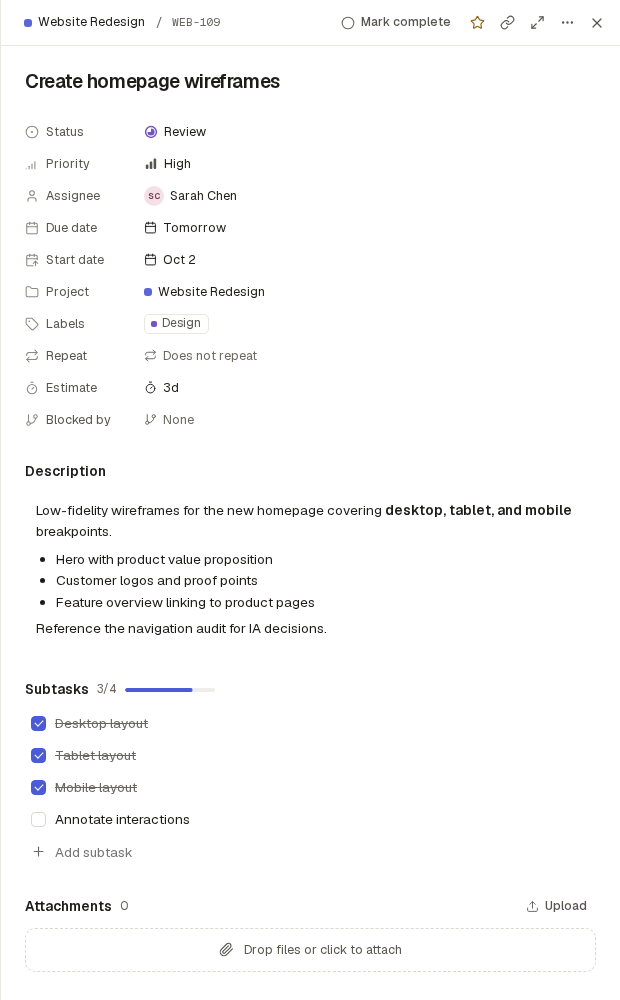 Website Redesign / WEB-109 Mark complete
Create homepage wireframes
Status Review
Priority High
Assignee SC Sarah Chen
Due date Tomorrow
Start date Oct 2
Project Website Redesign
Labels Design
Repeat Does not repeat
Estimate 3d
Blocked by None
Description
Low-fidelity wireframes for the new homepage covering desktop, tablet, and mobile
breakpoints.
• Hero with product value proposition
• Customer logos and proof points
• Feature overview linking to product pages
Reference the navigation audit for IA decisions.
Subtasks 3/4
Desktop layout
Tablet layout
Mobile layout
Annotate interactions
Add subtask
Attachments 0 Upload
Drop files or click to attach